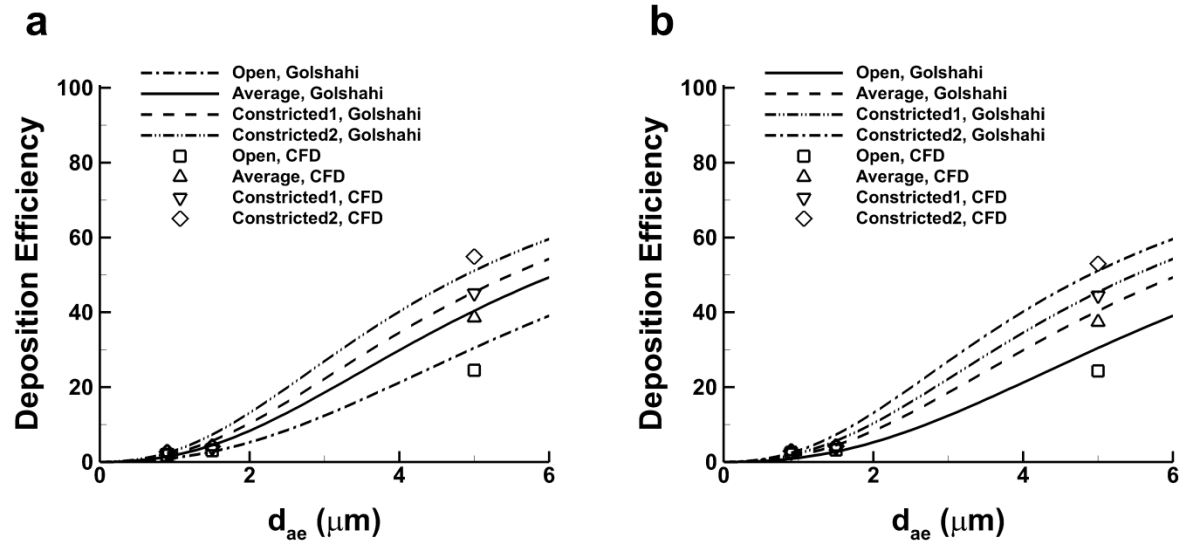 a
Deposition Efficiency
100
80
60
40
20
0
Open, Golshahi
Average, Golshahi
Constricted1, Golshahi
Constricted2, Golshahi
Open, CFD
Average, CFD
Constricted1, CFD
Constricted2, CFD
0 2 4 6
dae (μm)
b
Deposition Efficiency
100
80
60
40
20
0
Open, Golshahi
Average, Golshahi
Constricted1, Golshahi
Constricted2, Golshahi
Open, CFD
Average, CFD
Constricted1, CFD
Constricted2, CFD
0 2 4 6
dae (μm)